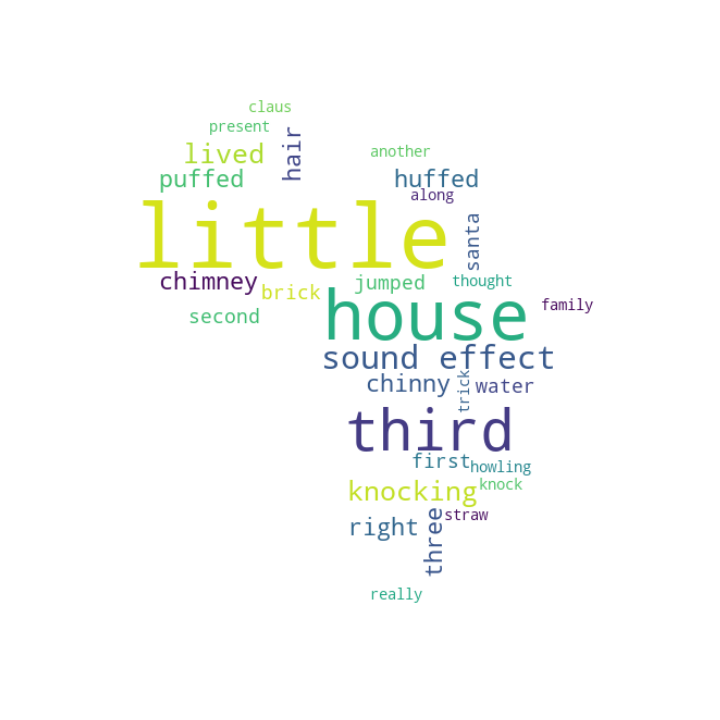 claus
present
hair
lived
another
puffed
huffed
along
little
santa
chimney
brick
jumped
thought
second
house
family
sound effect
chinny
trick
water
third
first
howling
knocking
knock
right
three
straw
really